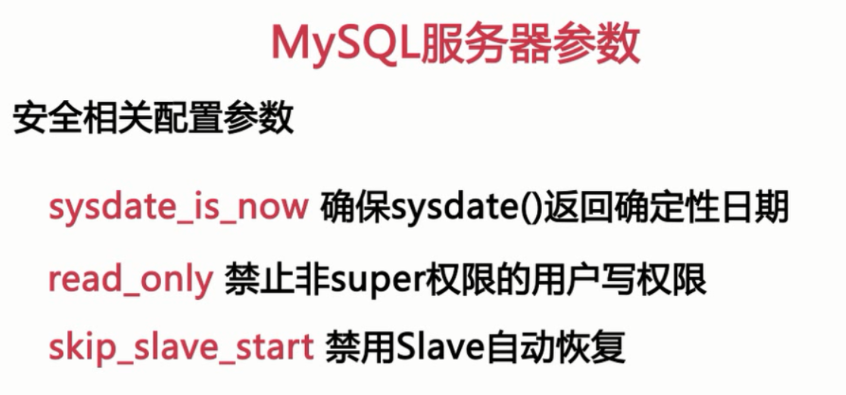 MySQL服务器参数
安全相关配置参数
sysdate_is_now 确保sysdate()返回确定性日期
read_only 禁止非super权限的用户写权限
skip_slave_start 禁用Slave自动恢复